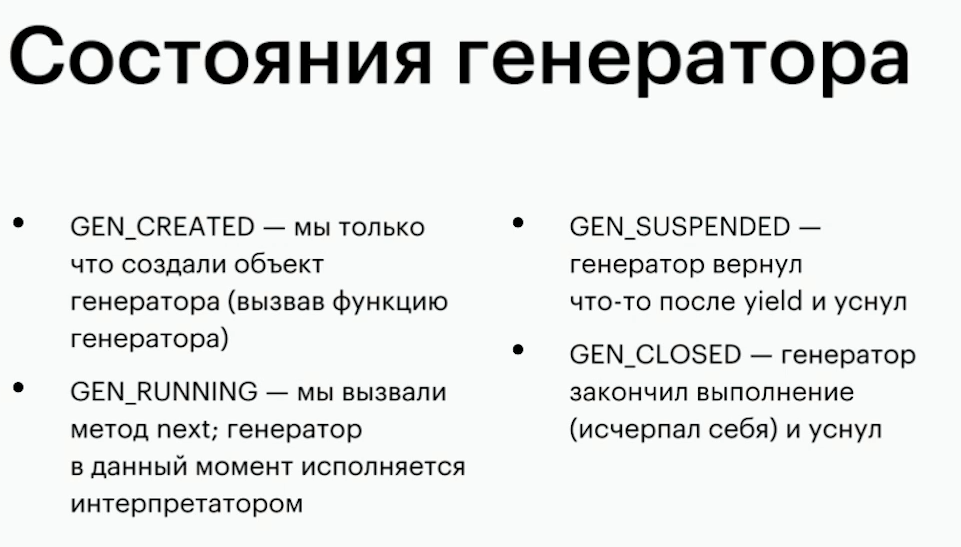 Состояния генератора
• GEN_CREATED — мы только
что создали объект
генератора (вызвав функцию
генератора)
• GEN_RUNNING — мы вызвали
метод next; генератор
в данный момент исполняется
интерпретатором
• GEN_SUSPENDED —
генератор вернул
что-то после yield и уснул
• GEN_CLOSED — генератор
закончил выполнение
(исчерпал себя) и уснул